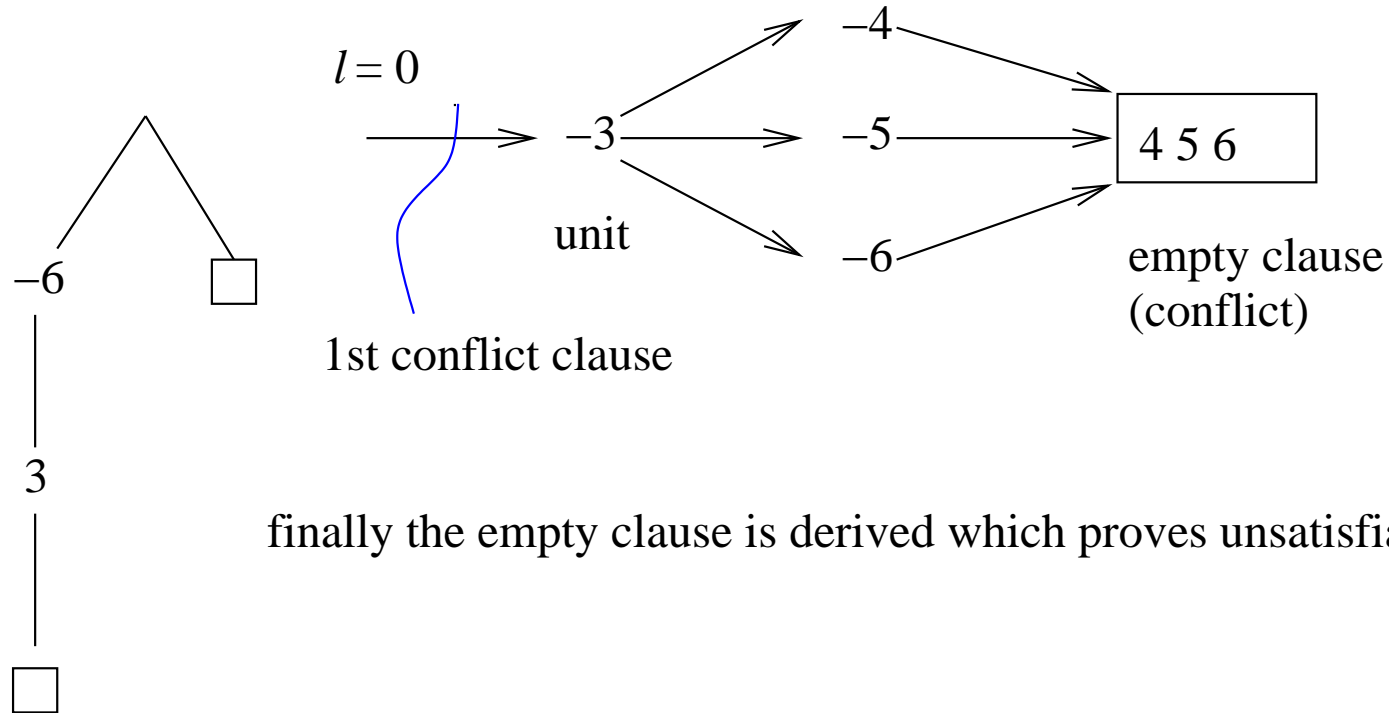 l = 0
−4
−3
−5
4 5 6
unit
−6
empty clause
(conflict)
−6
1st conflict clause
3
finally the empty clause is derived which proves